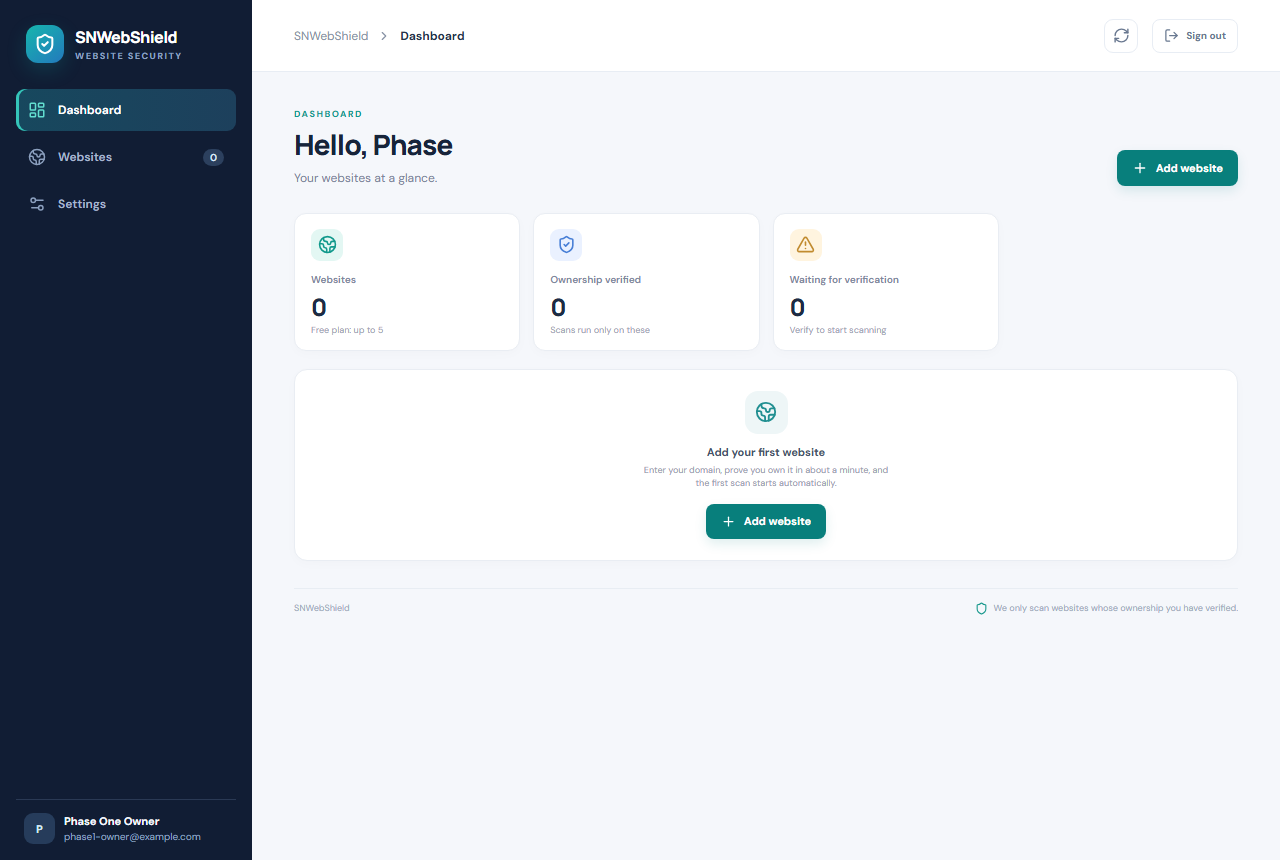 SNWebShield
WEBSITE SECURITY
Dashboard
Websites 0
Settings
Phase One Owner
P
phase1-owner@example.com
SNWebShield > Dashboard
Sign out
DASHBOARD
Hello, Phase
Your websites at a glance.
Add website
Websites
0
Free plan: up to 5
Ownership verified
0
Scans run only on these
Waiting for verification
0
Verify to start scanning
Add your first website
Enter your domain, prove you own it in about a minute, and
the first scan starts automatically.
Add website
SNWebShield
We only scan websites whose ownership you have verified.